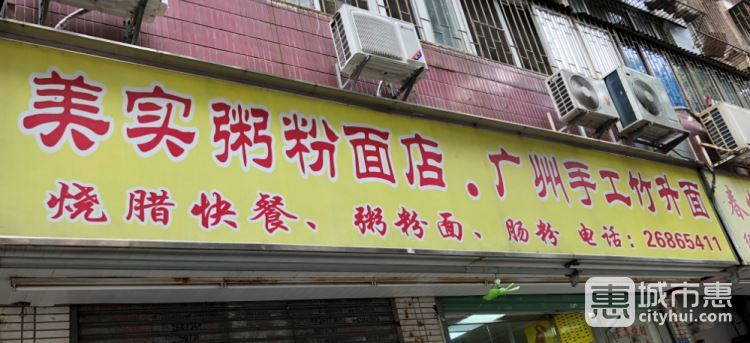 美实粥粉面店.广州手工竹升面
烧腊快餐、粥粉面、肠粉 电话:26865411
春
惠城市惠
cityhui.com